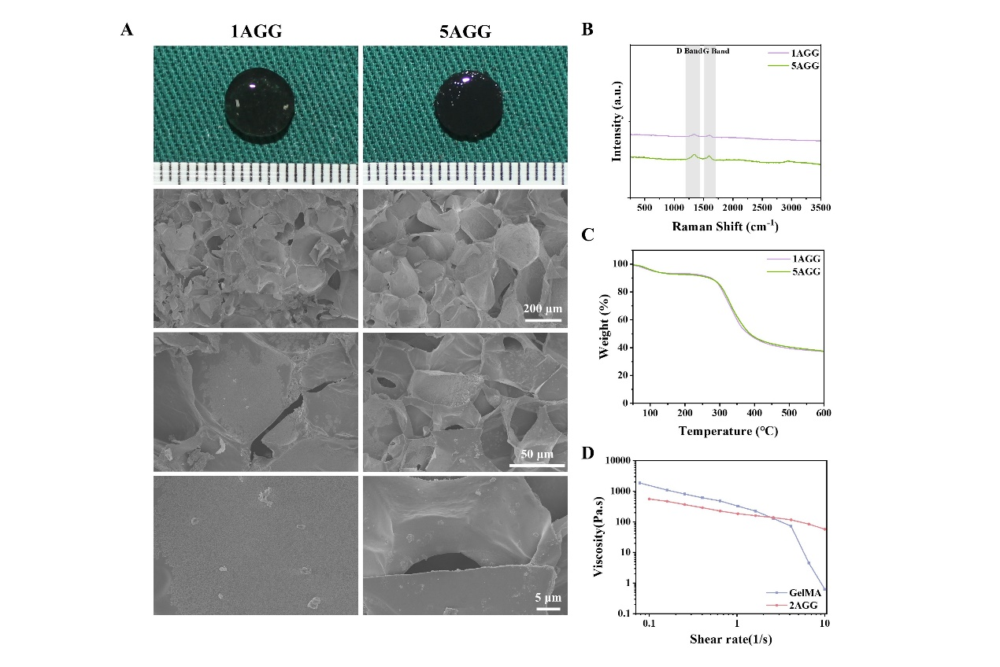 A
1AGG
5AGG
200 µm
50 µm
5 µm
B
D Band
G Band
1AGG
5AGG
Intensity (a.u.)
500 1000 1500 2000 2500 3000 3500
Raman Shift (cm-1)
C
1AGG
5AGG
100
80
60
40
20
0
Weight (%)
100 200 300 400 500 600
Temperature (°C)
D
10000
1000
100
10
1
0.1
Viscosity(Pa.s)
GelMA
2AGG
0.1 1 10
Shear rate(1/s)